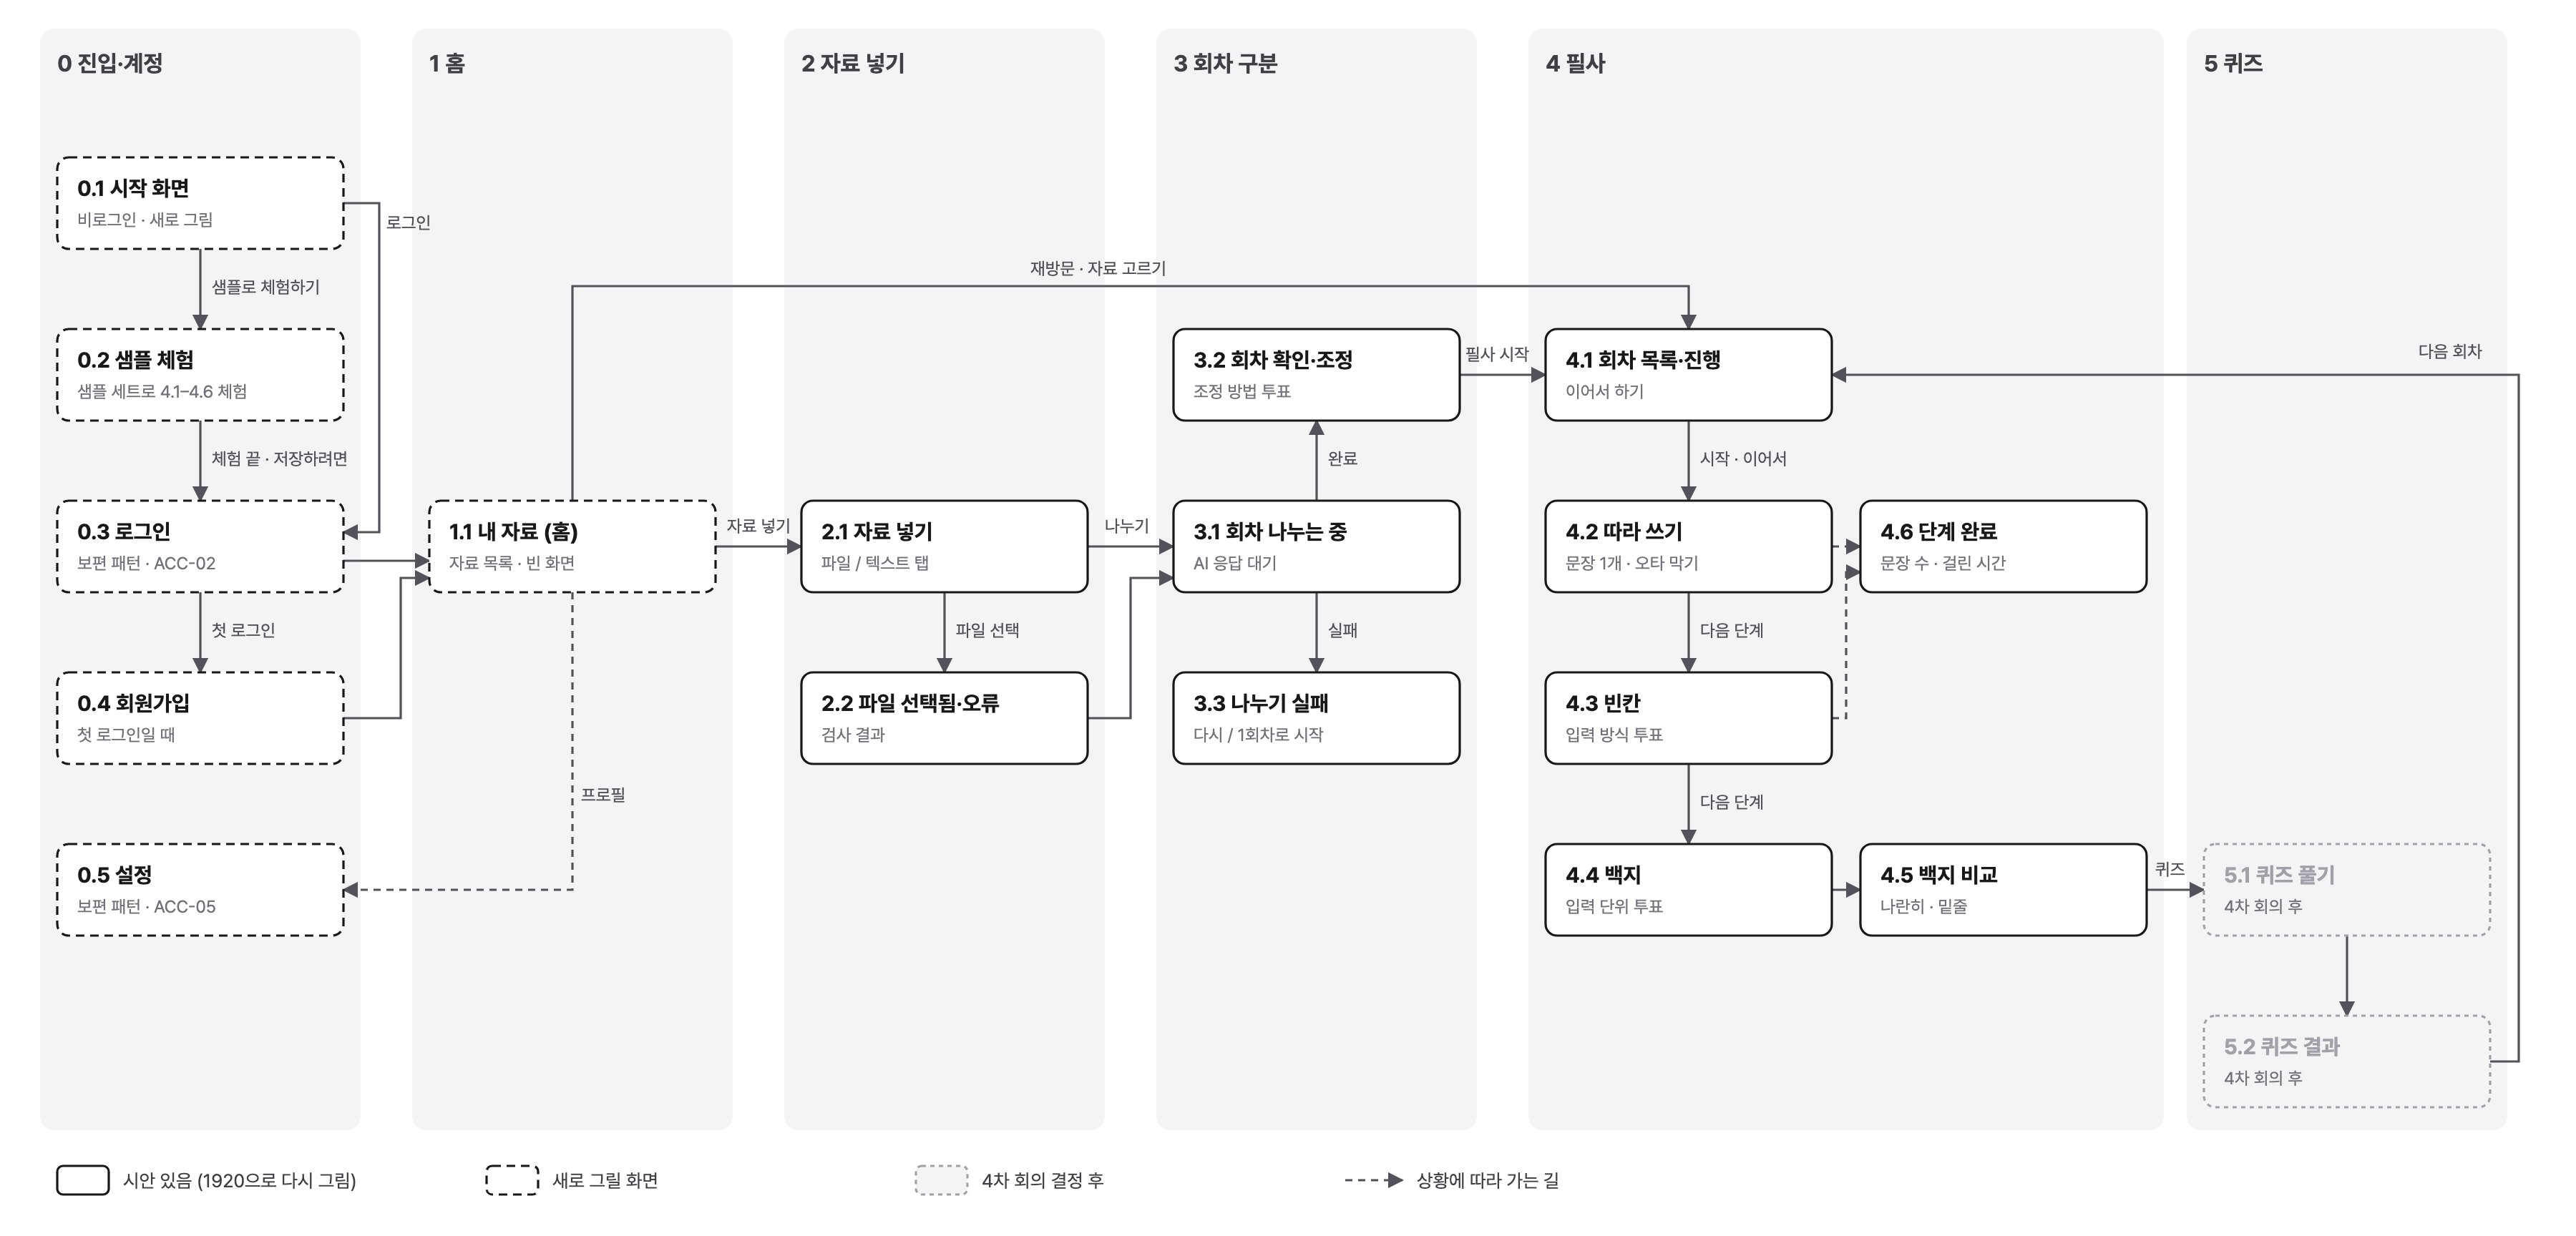 0 진입·계정
1 홈
2 자료 넣기
3 회차 구분
4 필사
5 퀴즈
0.1 시작 화면
비로그인 · 새로 그림
로그인
샘플로 체험하기
재방문 · 자료 고르기
0.2 샘플 체험
샘플 세트로 4.1–4.6 체험
3.2 회차 확인·조정
조정 방법 투표
필사 시작
4.1 회차 목록·진행
이어서 하기
다음 회차
체험 끝 · 저장하려면
완료
시작 · 이어서
0.3 로그인
보편 패턴 · ACC-02
1.1 내 자료 (홈)
자료 목록 · 빈 화면
자료 넣기
2.1 자료 넣기
파일 / 텍스트 탭
나누기
3.1 회차 나누는 중
AI 응답 대기
4.2 따라 쓰기
문장 1개 · 오타 막기
4.6 단계 완료
문장 수 · 걸린 시간
첫 로그인
파일 선택
실패
다음 단계
0.4 회원가입
첫 로그인일 때
2.2 파일 선택됨·오류
검사 결과
3.3 나누기 실패
다시 / 1회차로 시작
4.3 빈칸
입력 방식 투표
프로필
다음 단계
0.5 설정
보편 패턴 · ACC-05
4.4 백지
입력 단위 투표
4.5 백지 비교
나란히 · 밑줄
퀴즈
5.1 퀴즈 풀기
4차 회의 후
5.2 퀴즈 결과
4차 회의 후
시안 있음 (1920으로 다시 그림)
새로 그릴 화면
4차 회의 결정 후
상황에 따라 가는 길